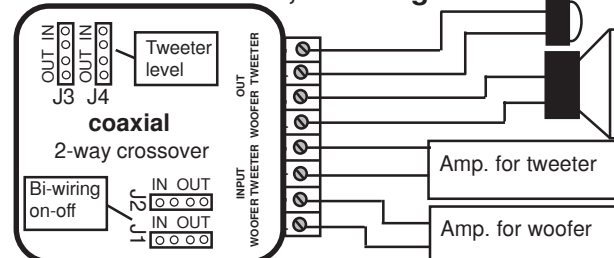 OUT IN
OUT IN
J3 J4
Tweeter
level
coaxial
2-way crossover
Bi-wiring
on-off
J2
IN OUT
J1
IN OUT
OUT
WOOFER TWEETER
INPUT
WOOFER TWEETER
Amp. for tweeter
Amp. for woofer